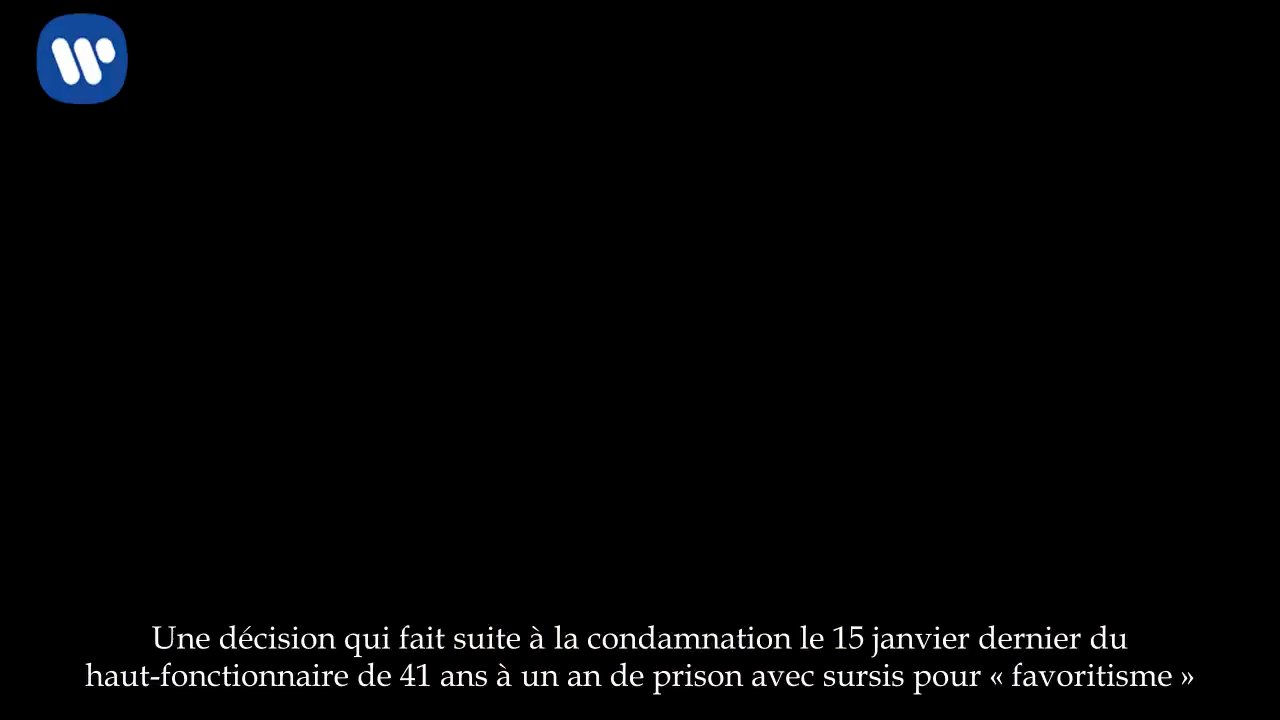 Une décision qui fait suite à la condamnation le 15 janvier dernier du
haut-fonctionnaire de 41 ans à un an de prison avec sursis pour « favoritisme »